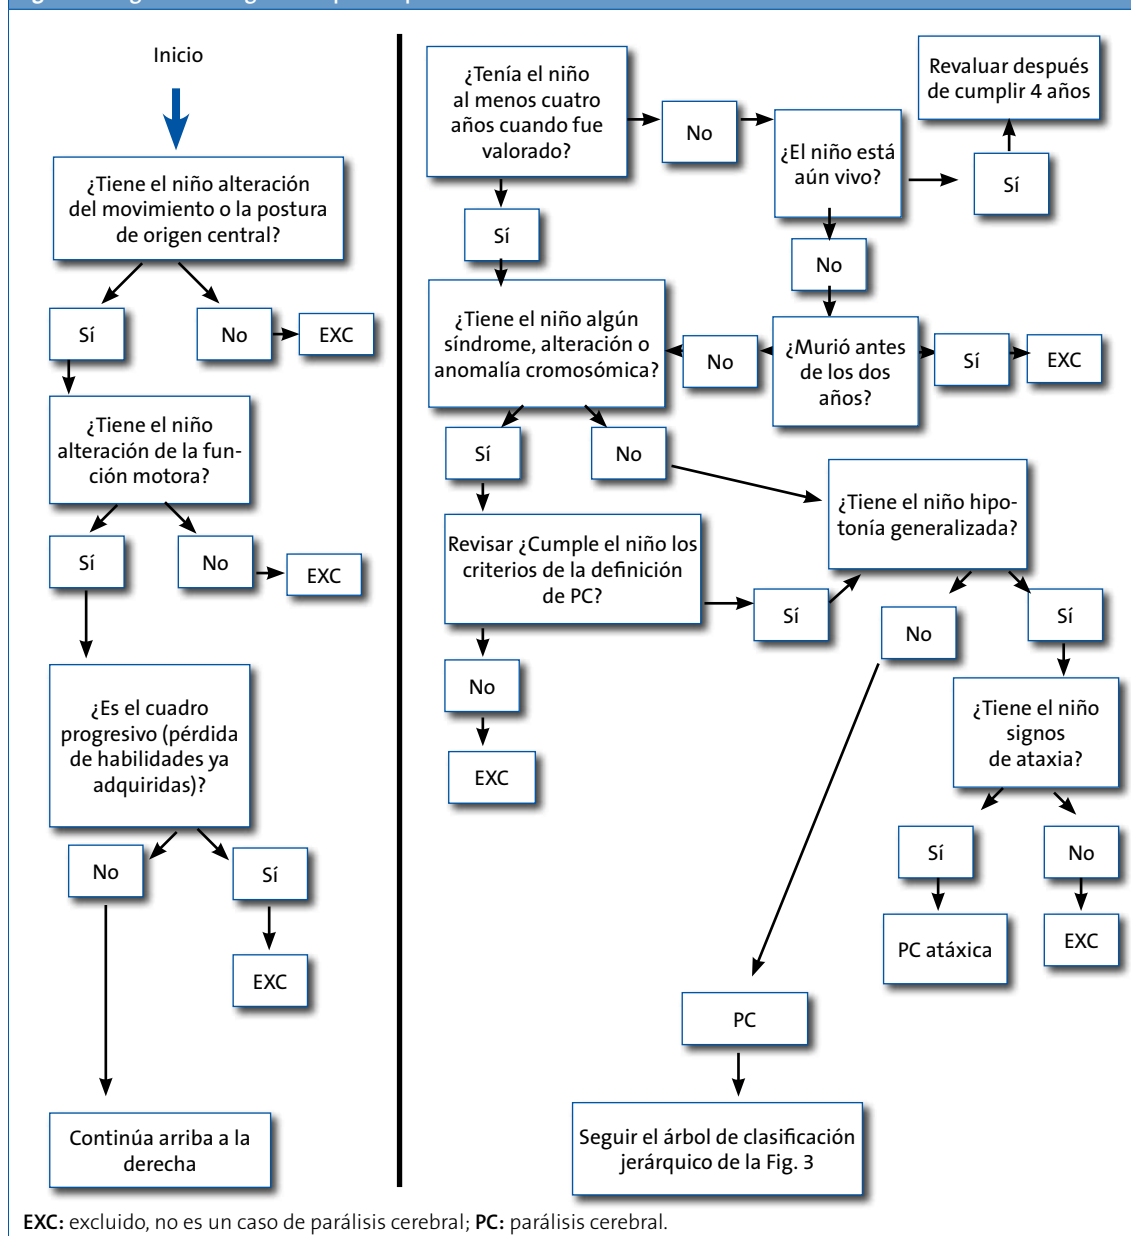 Inicio
¿Tiene el niño alteración
del movimiento o la postura
de origen central?
Sí
No
EXC
¿Tiene el niño
alteración de la fun-
ción motora?
Sí
No
EXC
¿Es el cuadro
progresivo (pérdida
de habilidades ya
adquiridas)?
No
Sí
EXC
Continúa arriba a la
derecha
¿Tenía el niño
al menos cuatro
años cuando fue
valorado?
No
¿El niño está
aún vivo?
Sí
Revaluar después
de cumplir 4 años
Sí
No
¿Tiene el niño algún
síndrome, alteración o
anomalía cromosómica?
No
¿Murió antes
de los dos
años?
Sí
EXC
Sí
No
¿Tiene el niño hipo-
tonía generalizada?
Revisar ¿Cumple el niño los
criterios de la definición
de PC?
Sí
No
EXC
No
Sí
¿Tiene el niño
signos
de ataxia?
Sí
No
PC atáxica
EXC
PC
Seguir el árbol de clasificación
jerárquico de la Fig. 3
EXC: excluido, no es un caso de parálisis cerebral; PC: parálisis cerebral.